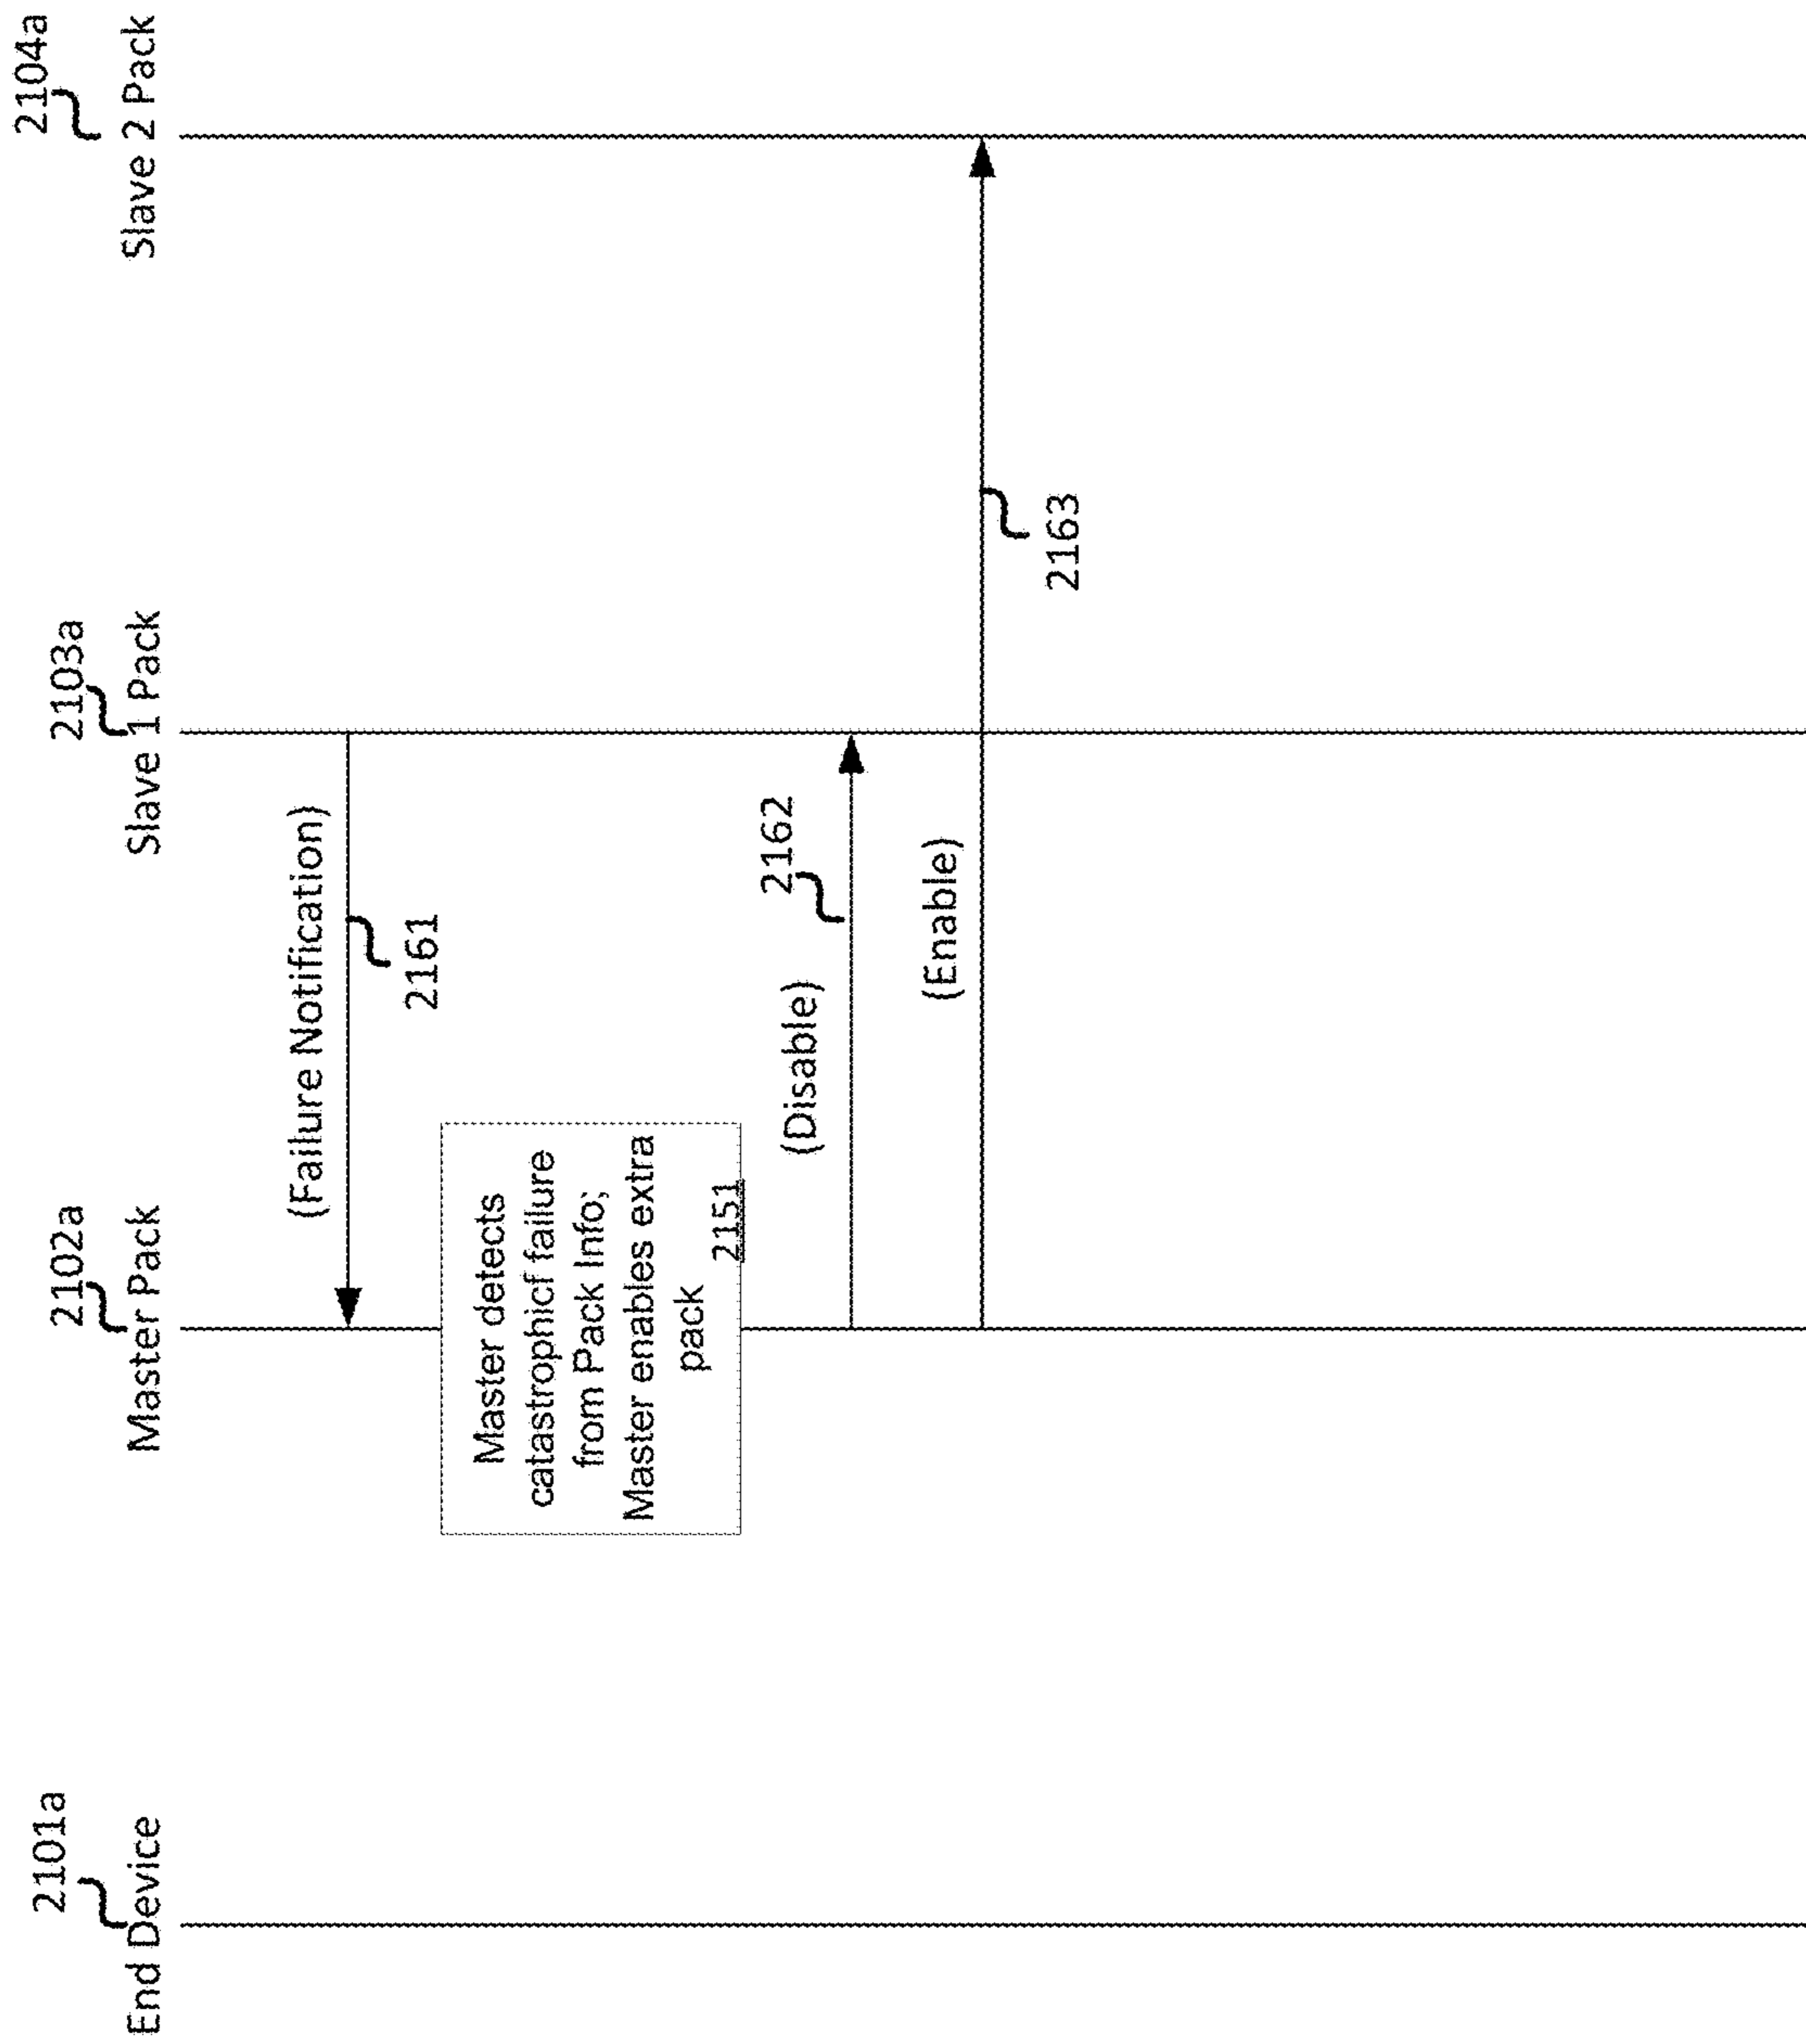 2101a
End Device
2102a
Master Pack
2103a
Slave 1 Pack
2104a
Slave 2 Pack
(Failure Notification)
2161
Master detects
catastrophicf failure
from Pack Info;
Master enables extra
pack
2151
(Disable)
2162
(Enable)
2163